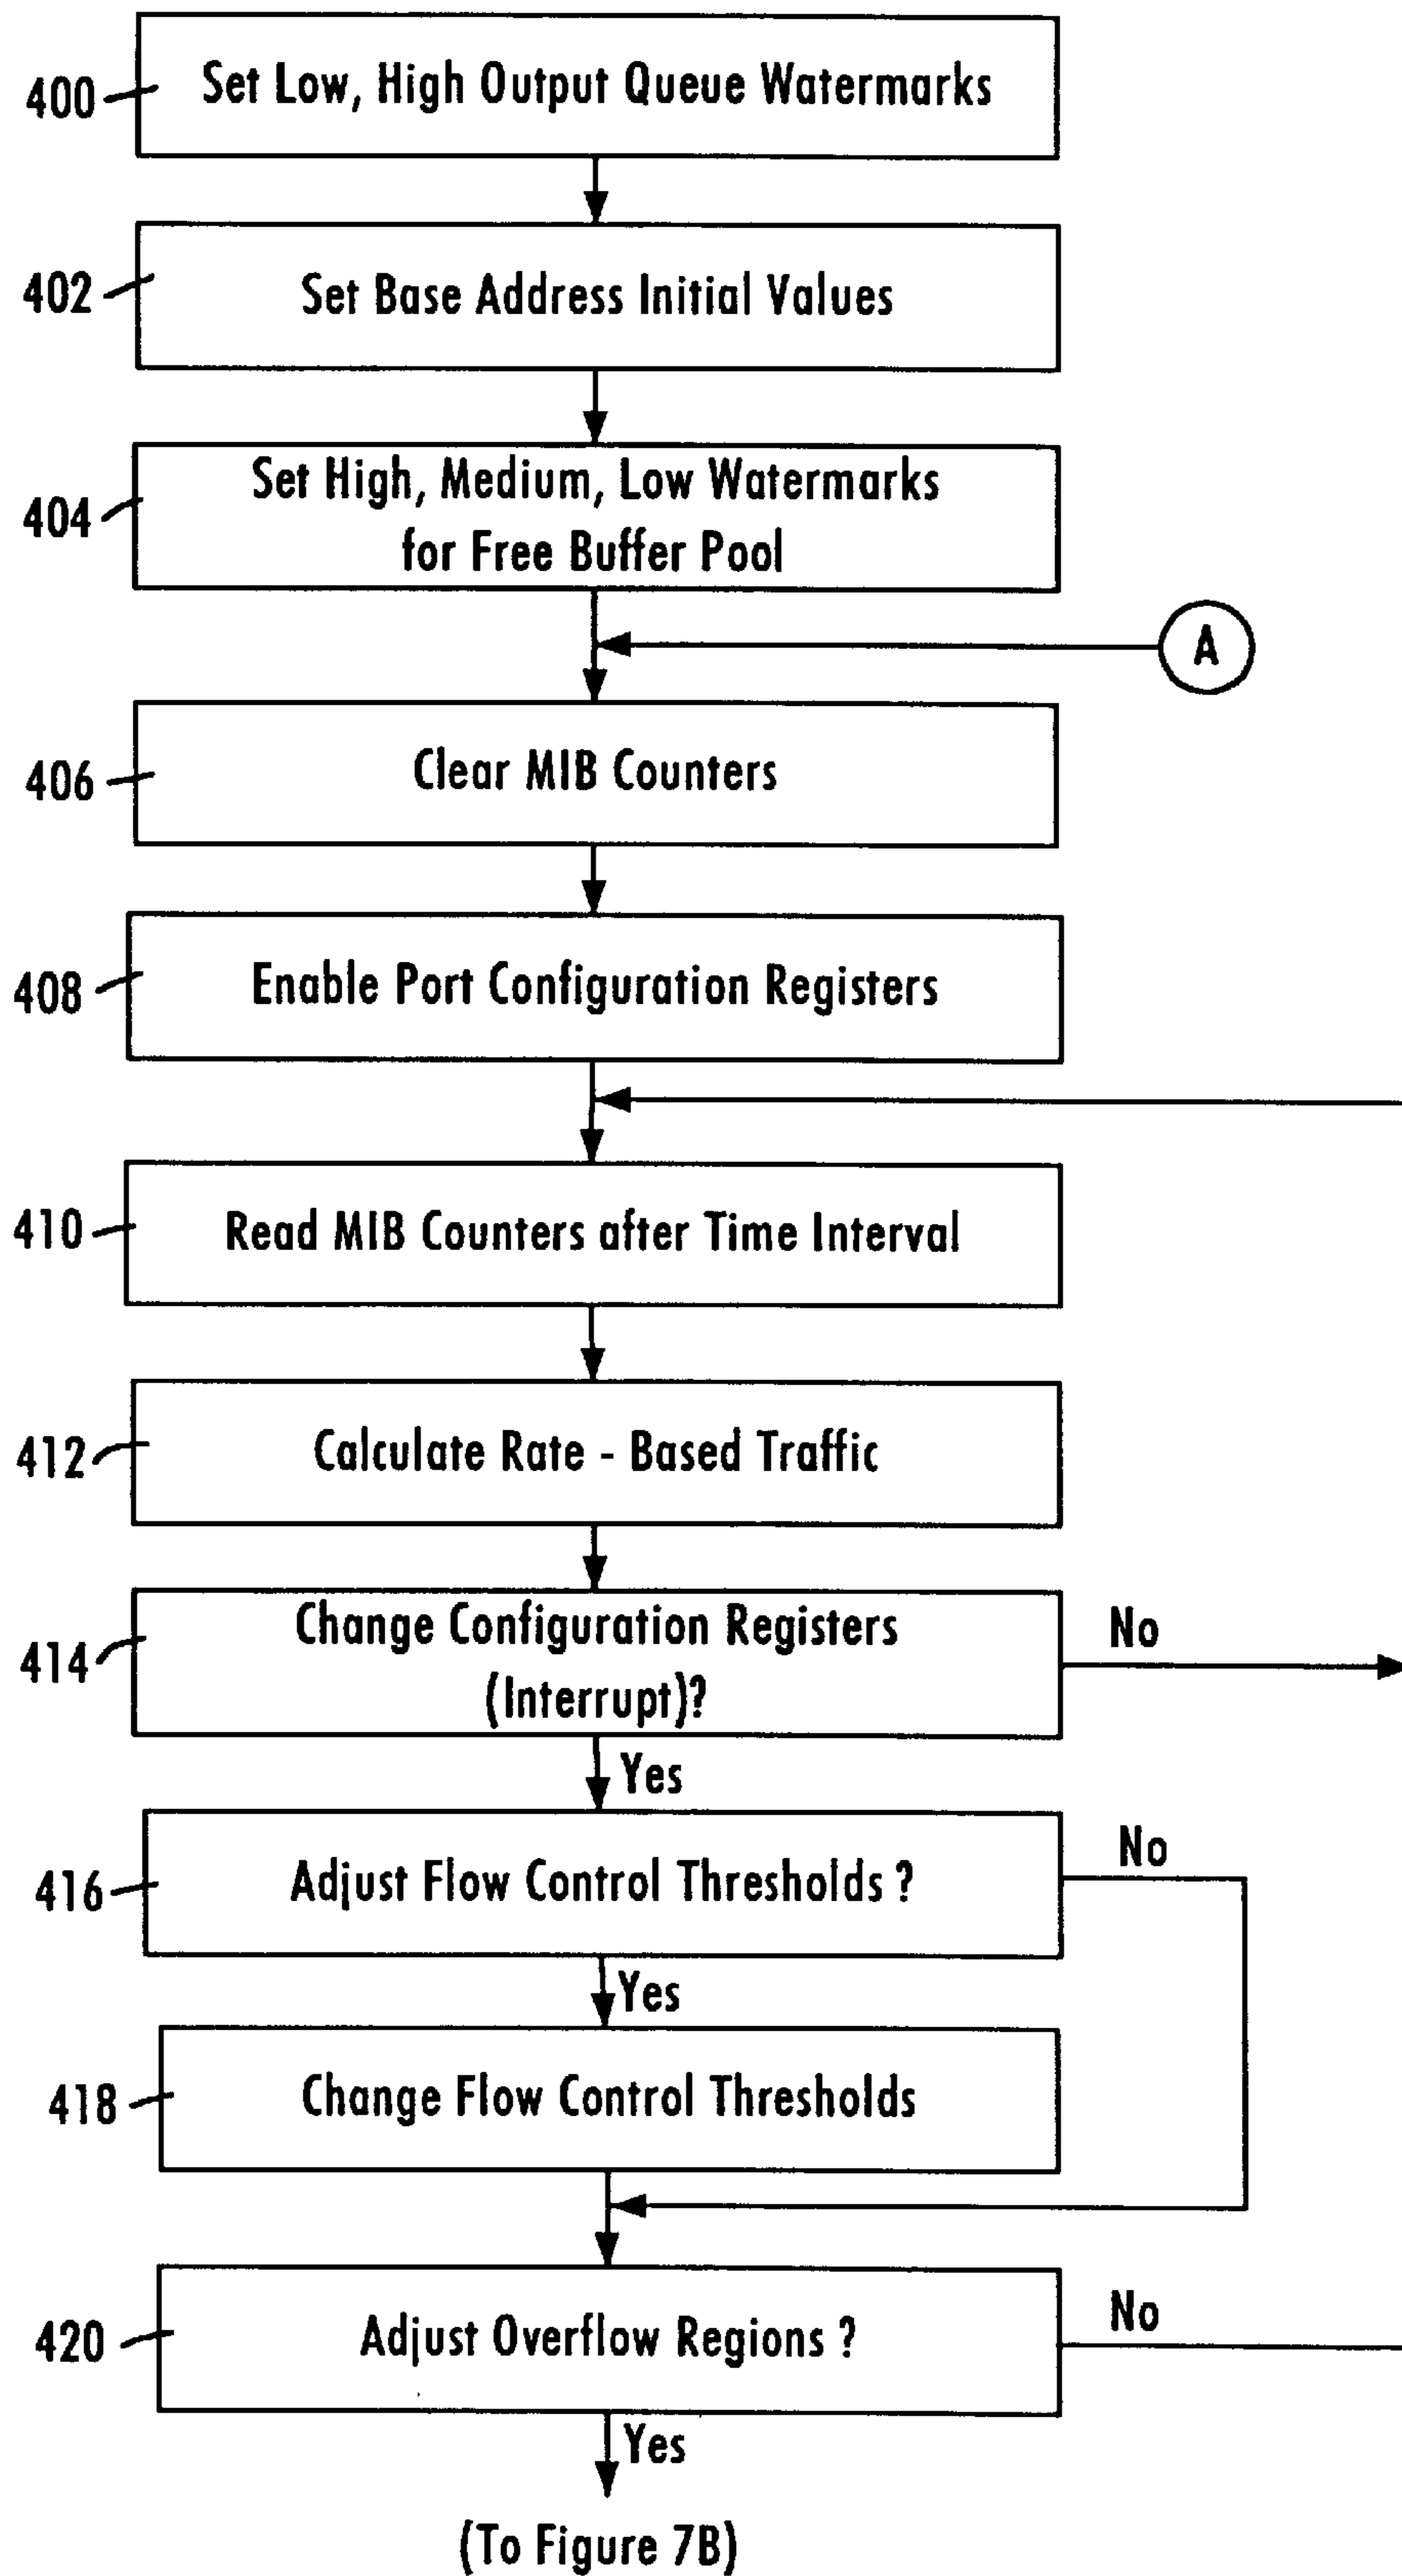 400
Set Low, High Output Queue Watermarks
402
Set Base Address Initial Values
404
Set High, Medium, Low Watermarks
for Free Buffer Pool
A
406
Clear MIB Counters
408
Enable Port Configuration Registers
410
Read MIB Counters after Time Interval
412
Calculate Rate - Based Traffic
414
Change Configuration Registers
(Interrupt)?
No
Yes
416
Adjust Flow Control Thresholds ?
No
Yes
418
Change Flow Control Thresholds
420
Adjust Overflow Regions ?
No
Yes
(To Figure 7B)